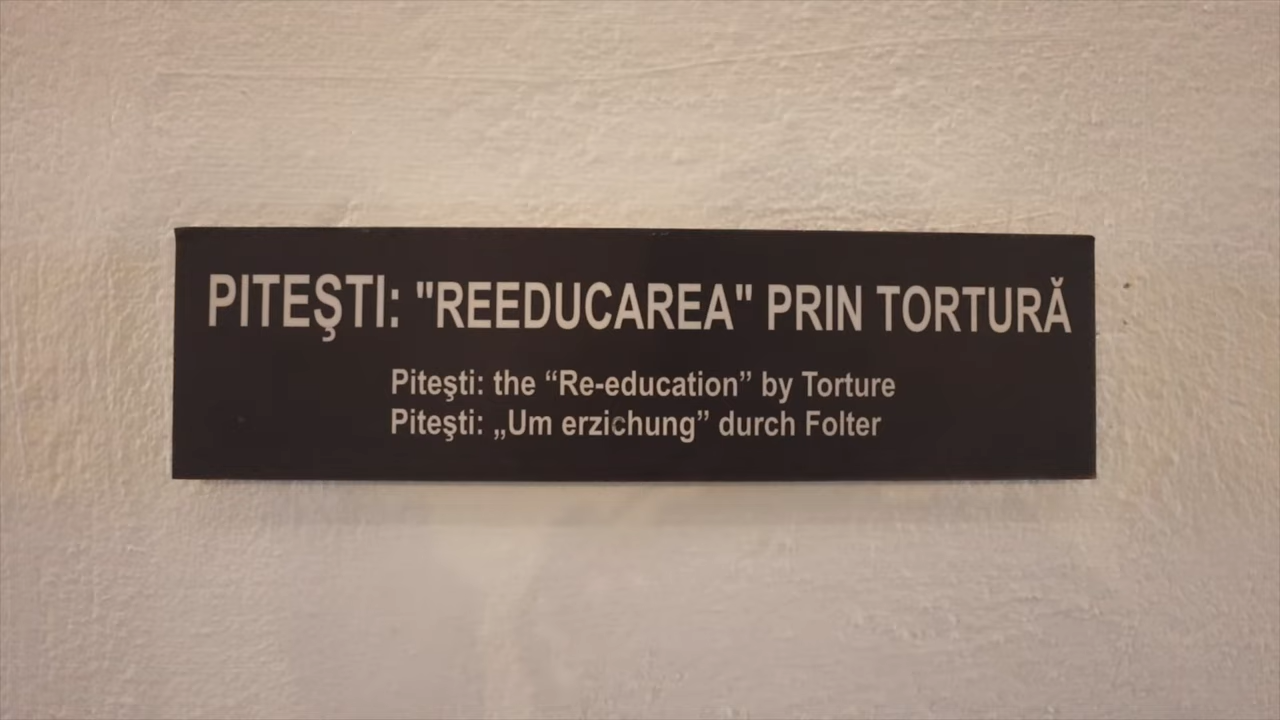 PITEŞTI: "REEDUCAREA" PRIN TORTURĂ
Piteşti: the “Re-education” by Torture
Piteşti: „Um erzichung” durch Folter